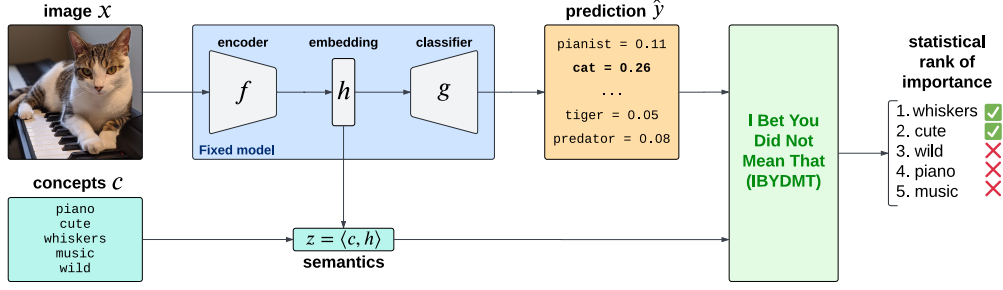 image x
encoder
embedding
classifier
f
h
g
Fixed model
prediction ŷ
pianist = 0.11
cat = 0.26
...
tiger = 0.05
predator = 0.08
concepts c
piano
cute
whiskers
music
wild
z = ⟨c, h⟩
semantics
I Bet You
Did Not
Mean That
(IBYDMT)
statistical
rank of
importance
1. whiskers ✅
2. cute ✅
3. wild ❌
4. piano ❌
5. music ❌